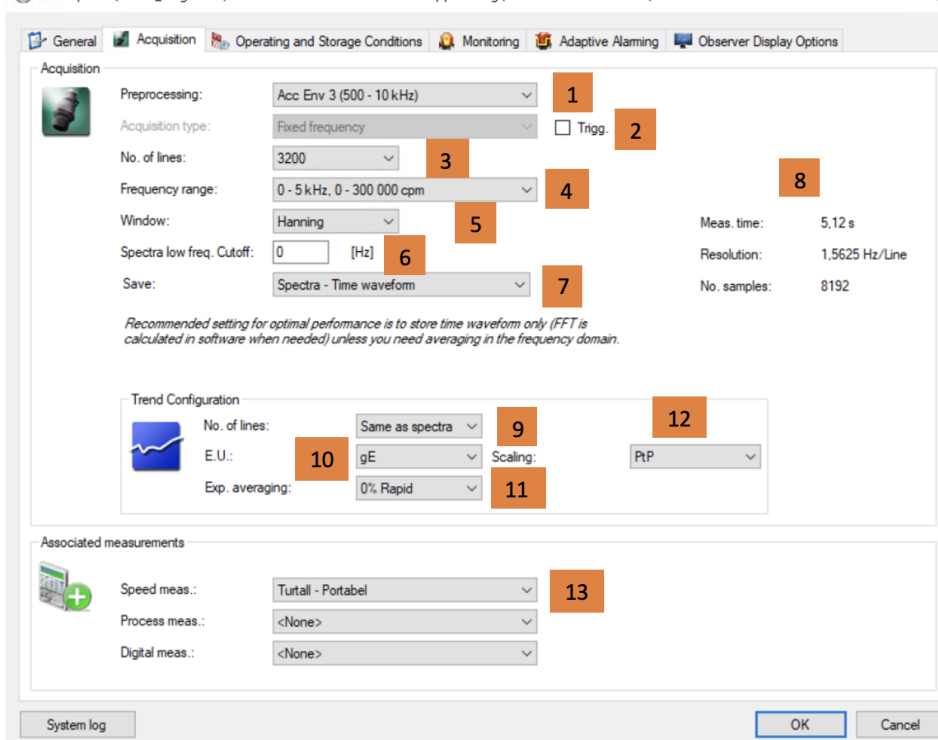 General Acquisition Operating and Storage Conditions Monitoring Adaptive Alarming Observer Display Options
Acquisition
Preprocessing: Acc Env 3 (500 - 10 kHz) 1
Acquisition type: Fixed frequency Trigg. 2
No. of lines: 3200 3
Frequency range: 0 - 5 kHz, 0 - 300 000 cpm 4
8
Window: Hanning 5 Meas. time: 5,12 s
Spectra low freq. Cutoff: 0 [Hz] 6 Resolution: 1,5625 Hz/Line
Save: Spectra - Time waveform 7 No. samples: 8192
Recommended setting for optimal performance is to store time waveform only (FFT is
calculated in software when needed) unless you need averaging in the frequency domain.
Trend Configuration
No. of lines: Same as spectra 9 12
E.U.: 10 gE Scaling: PtP
Exp. averaging: 0% Rapid 11
Associated measurements
Speed meas.: Turtall - Portabel 13
Process meas.: <None>
Digital meas.: <None>
System log OK Cancel